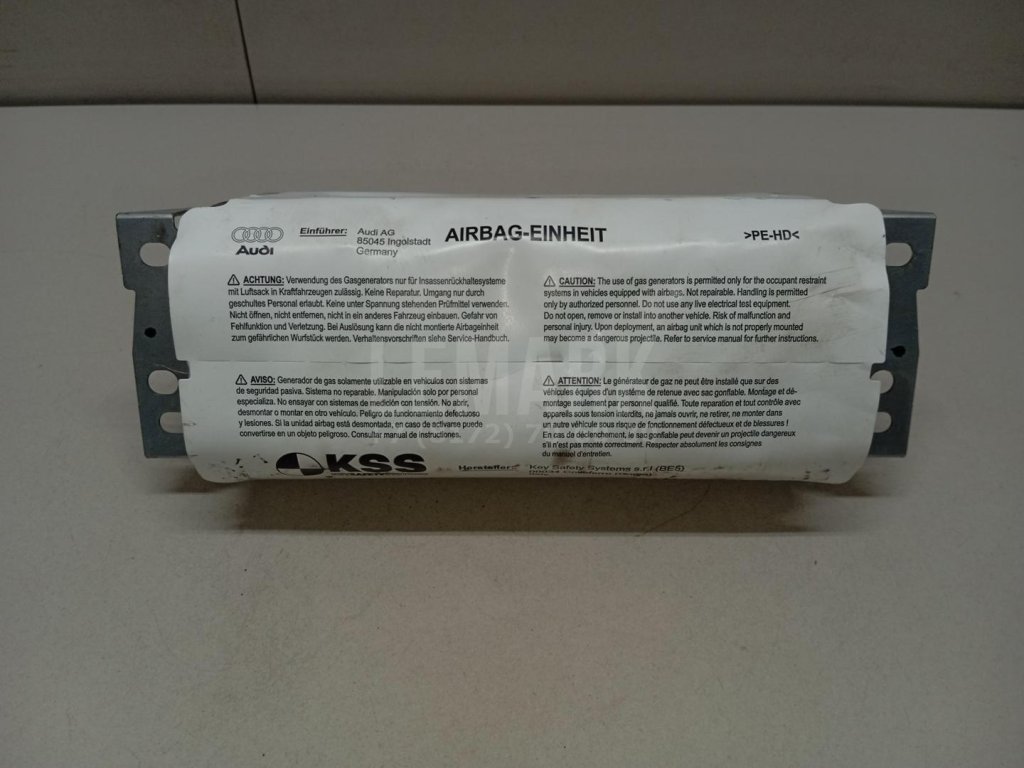 Audi
Einführer: Audi AG
85045 Ingolstadt
Germany
AIRBAG-EINHEIT
>PE-HD<
ACHTUNG: Verwendung des Gasgenerators nur für Insassenrückhaltesysteme
mit Luftsack in Kraftfahrzeugen zulässig. Keine Reparatur. Umgang nur durch
geschultes Personal erlaubt. Keine unter Spannung stehenden Prüfmittel verwenden.
Nicht öffnen, nicht entfernen, nicht in ein anderes Fahrzeug einbauen. Gefahr von
Fehlfunktion und Verletzung. Bei Auslösung kann die nicht montierte Airbageinheit
zum gefährlichen Wurfstück werden. Verhaltensvorschriften siehe Service-Handbuch.
CAUTION: The use of gas generators is permitted only for the occupant restraint
systems in vehicles equipped with airbags. Not repairable. Handling is permitted
only by authorized personnel. Do not use any live electrical test equipment.
Do not open, remove or install into another vehicle. Risk of malfunction and
personal injury. Upon deployment, an airbag unit which is not properly mounted
may become a dangerous projectile. Refer to service manual for further instructions.
AVISO: Generador de gas solamente utilizable en vehiculos con sistemas
de seguridad pasiva. Sistema no reparable. Manipulación solo por personal
especializa. No ensayar con sistemas de medición con tensión. No abrir,
desmontar o montar en otro vehículo. Peligro de funcionamiento defectuoso
y lesiones. Si la unidad airbag está desmontada, en caso de activarse puede
convertirse en un objeto peligroso. Consultar manual de instrucciones.
ATTENTION: Le générateur de gaz ne peut être installé que sur des
véhicules équipes d'un système de retenue avec sac gonflable. Montage et dé-
montage seulement par personnel qualifié. Toute reparation et tout contrôle avec
appareils sous tension interdits, ne jamais ouvrir, ne retirer, ne monter dans
un autre véhicule sous risque de fonctionnement défectueux et de blessures !
En cas de déclenchement, le sac gonflable peut devenir un projectile dangereux
s'il n'est pas monté correctement. Respecter absolument les consignes
du manuel d'entretien.
KSS
Hersteller: Key Safety Systems s.r.l (BES)
LEMARK